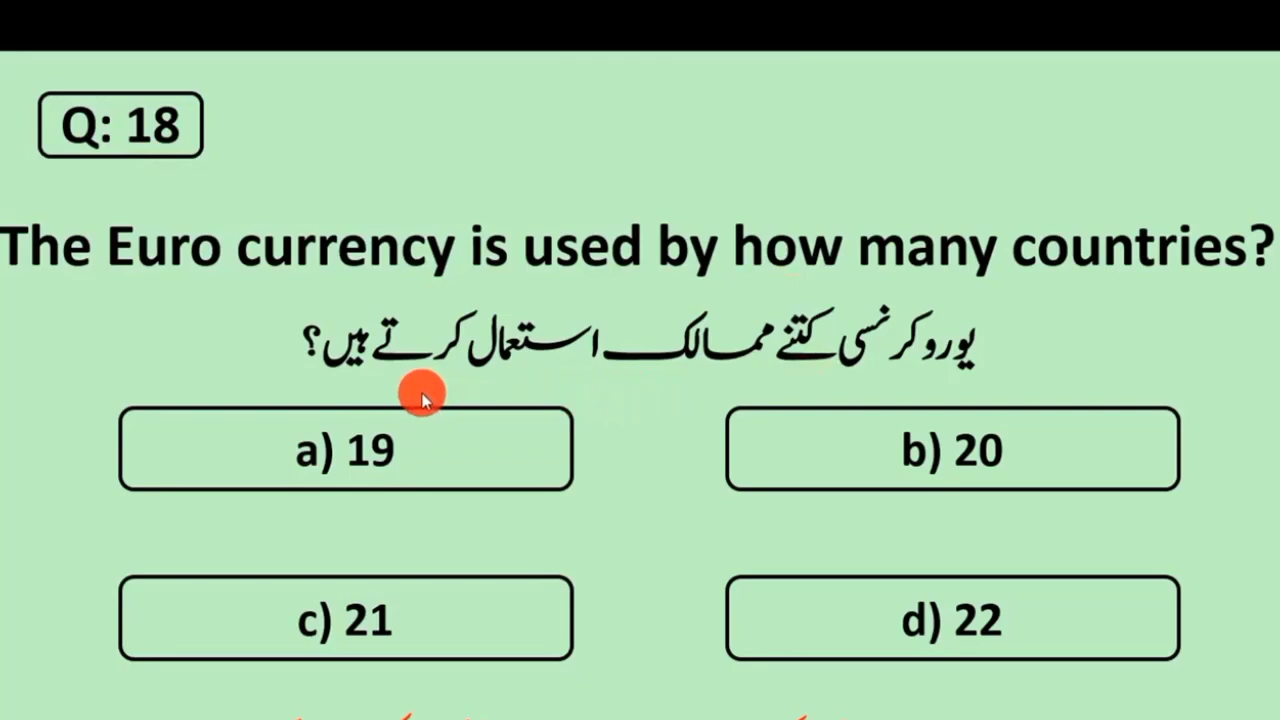 Q: 18
The Euro currency is used by how many countries?
یورو کرنسی کتنے ممالک استعمال کرتے ہیں؟
a) 19
b) 20
c) 21
d) 22